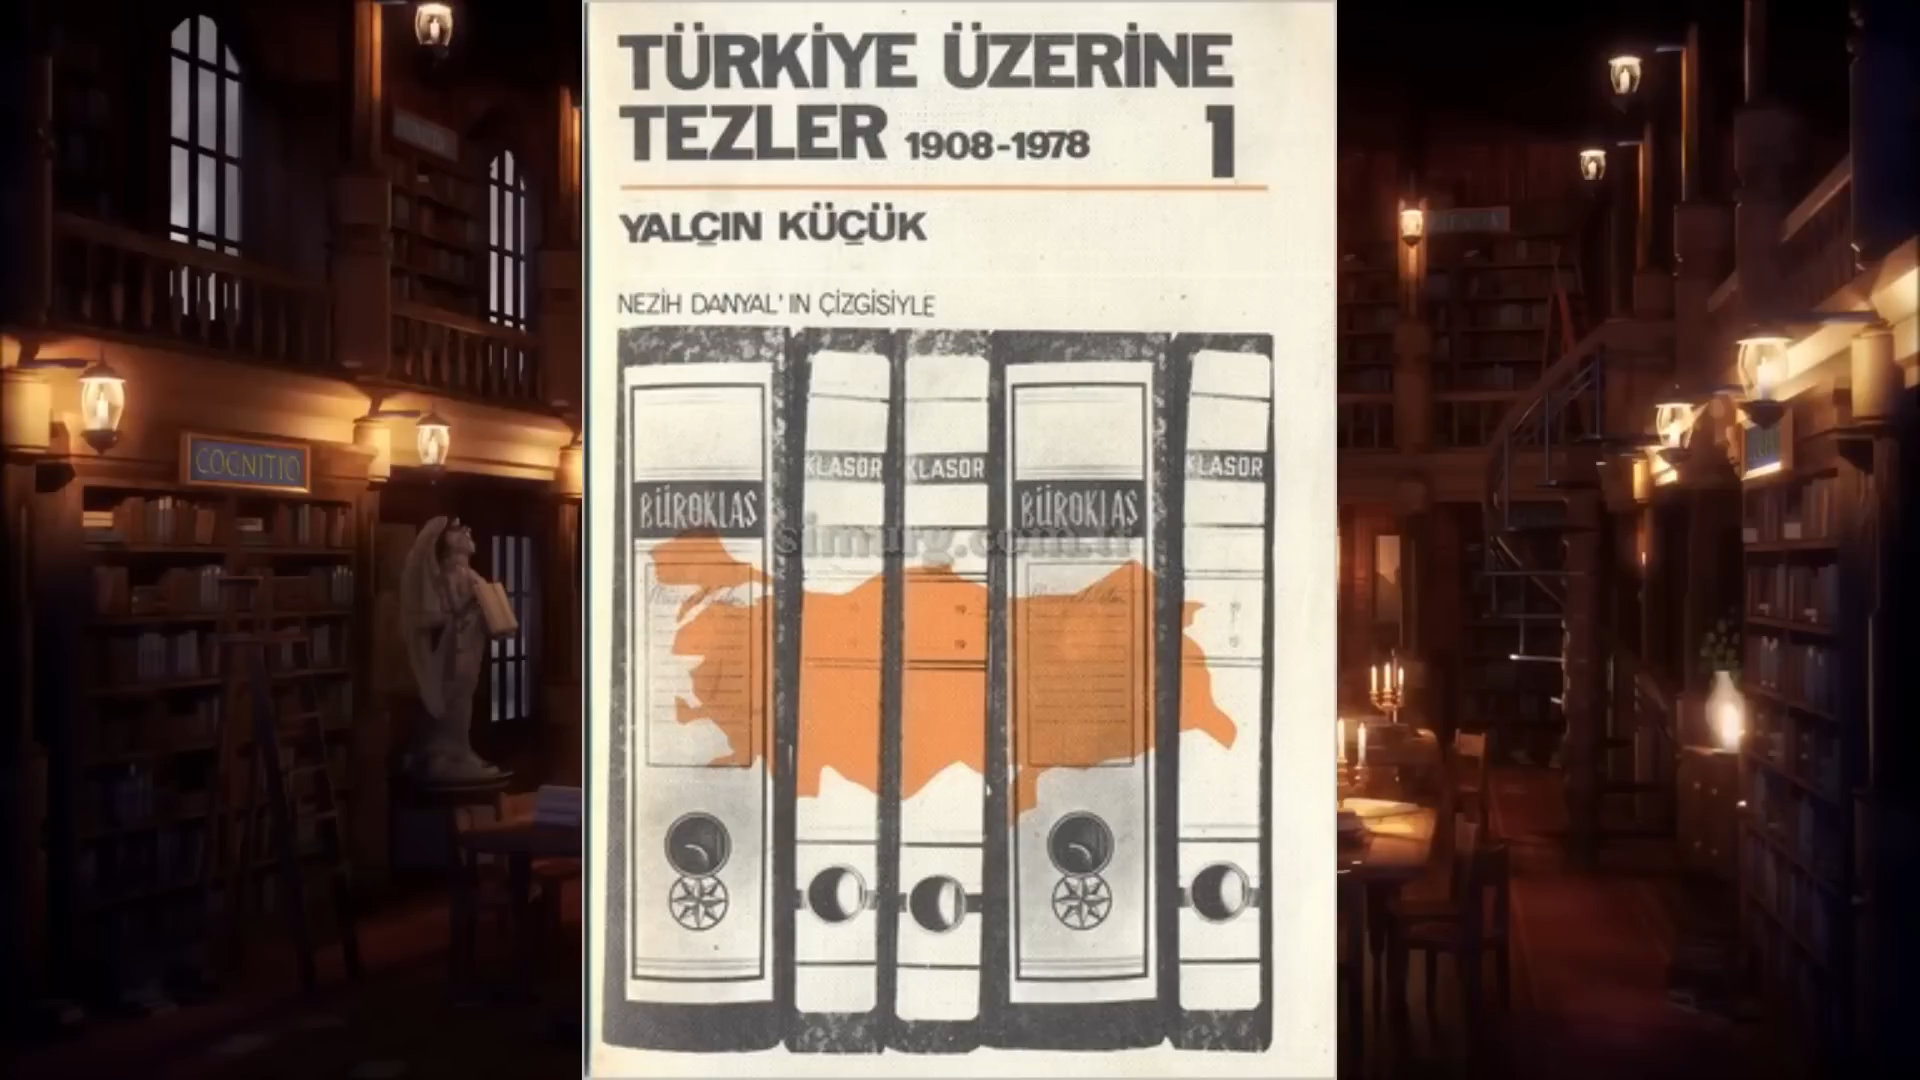 TÜRKİYE ÜZERİNE
TEZLER 1908-1978 1
YALÇIN KÜÇÜK
NEZİH DANYAL' IN ÇİZGİSİYLE
KLASOR KLASOR KLASOR
BÜROKLAS BÜROKLAS
simurg.com.tr
COGNITIO